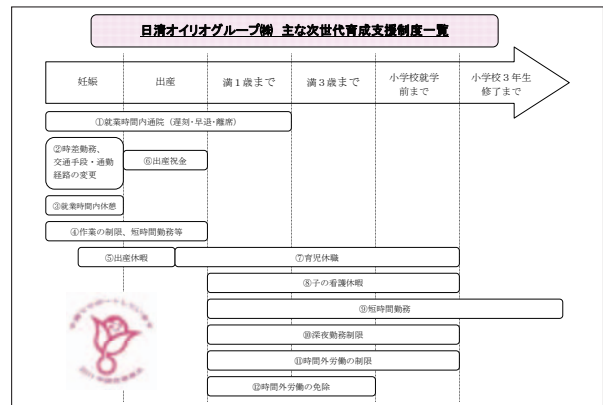 日清オイリオグループ㈱ 主な次世代育成支援制度一覧
妊娠
出産
満1歳まで
満3歳まで
小学校就学
前まで
小学校3年生
修了まで
①就業時間内通院（遅刻・早退・離席）
②時差勤務、
交通手段・通勤
経路の変更
⑥出産祝金
③就業時間内休憩
④作業の制限、短時間勤務等
⑤出産休暇
⑦育児休職
⑧子の看護休暇
⑨短時間勤務
⑩深夜勤務制限
⑪時間外労働の制限
⑫時間外労働の免除